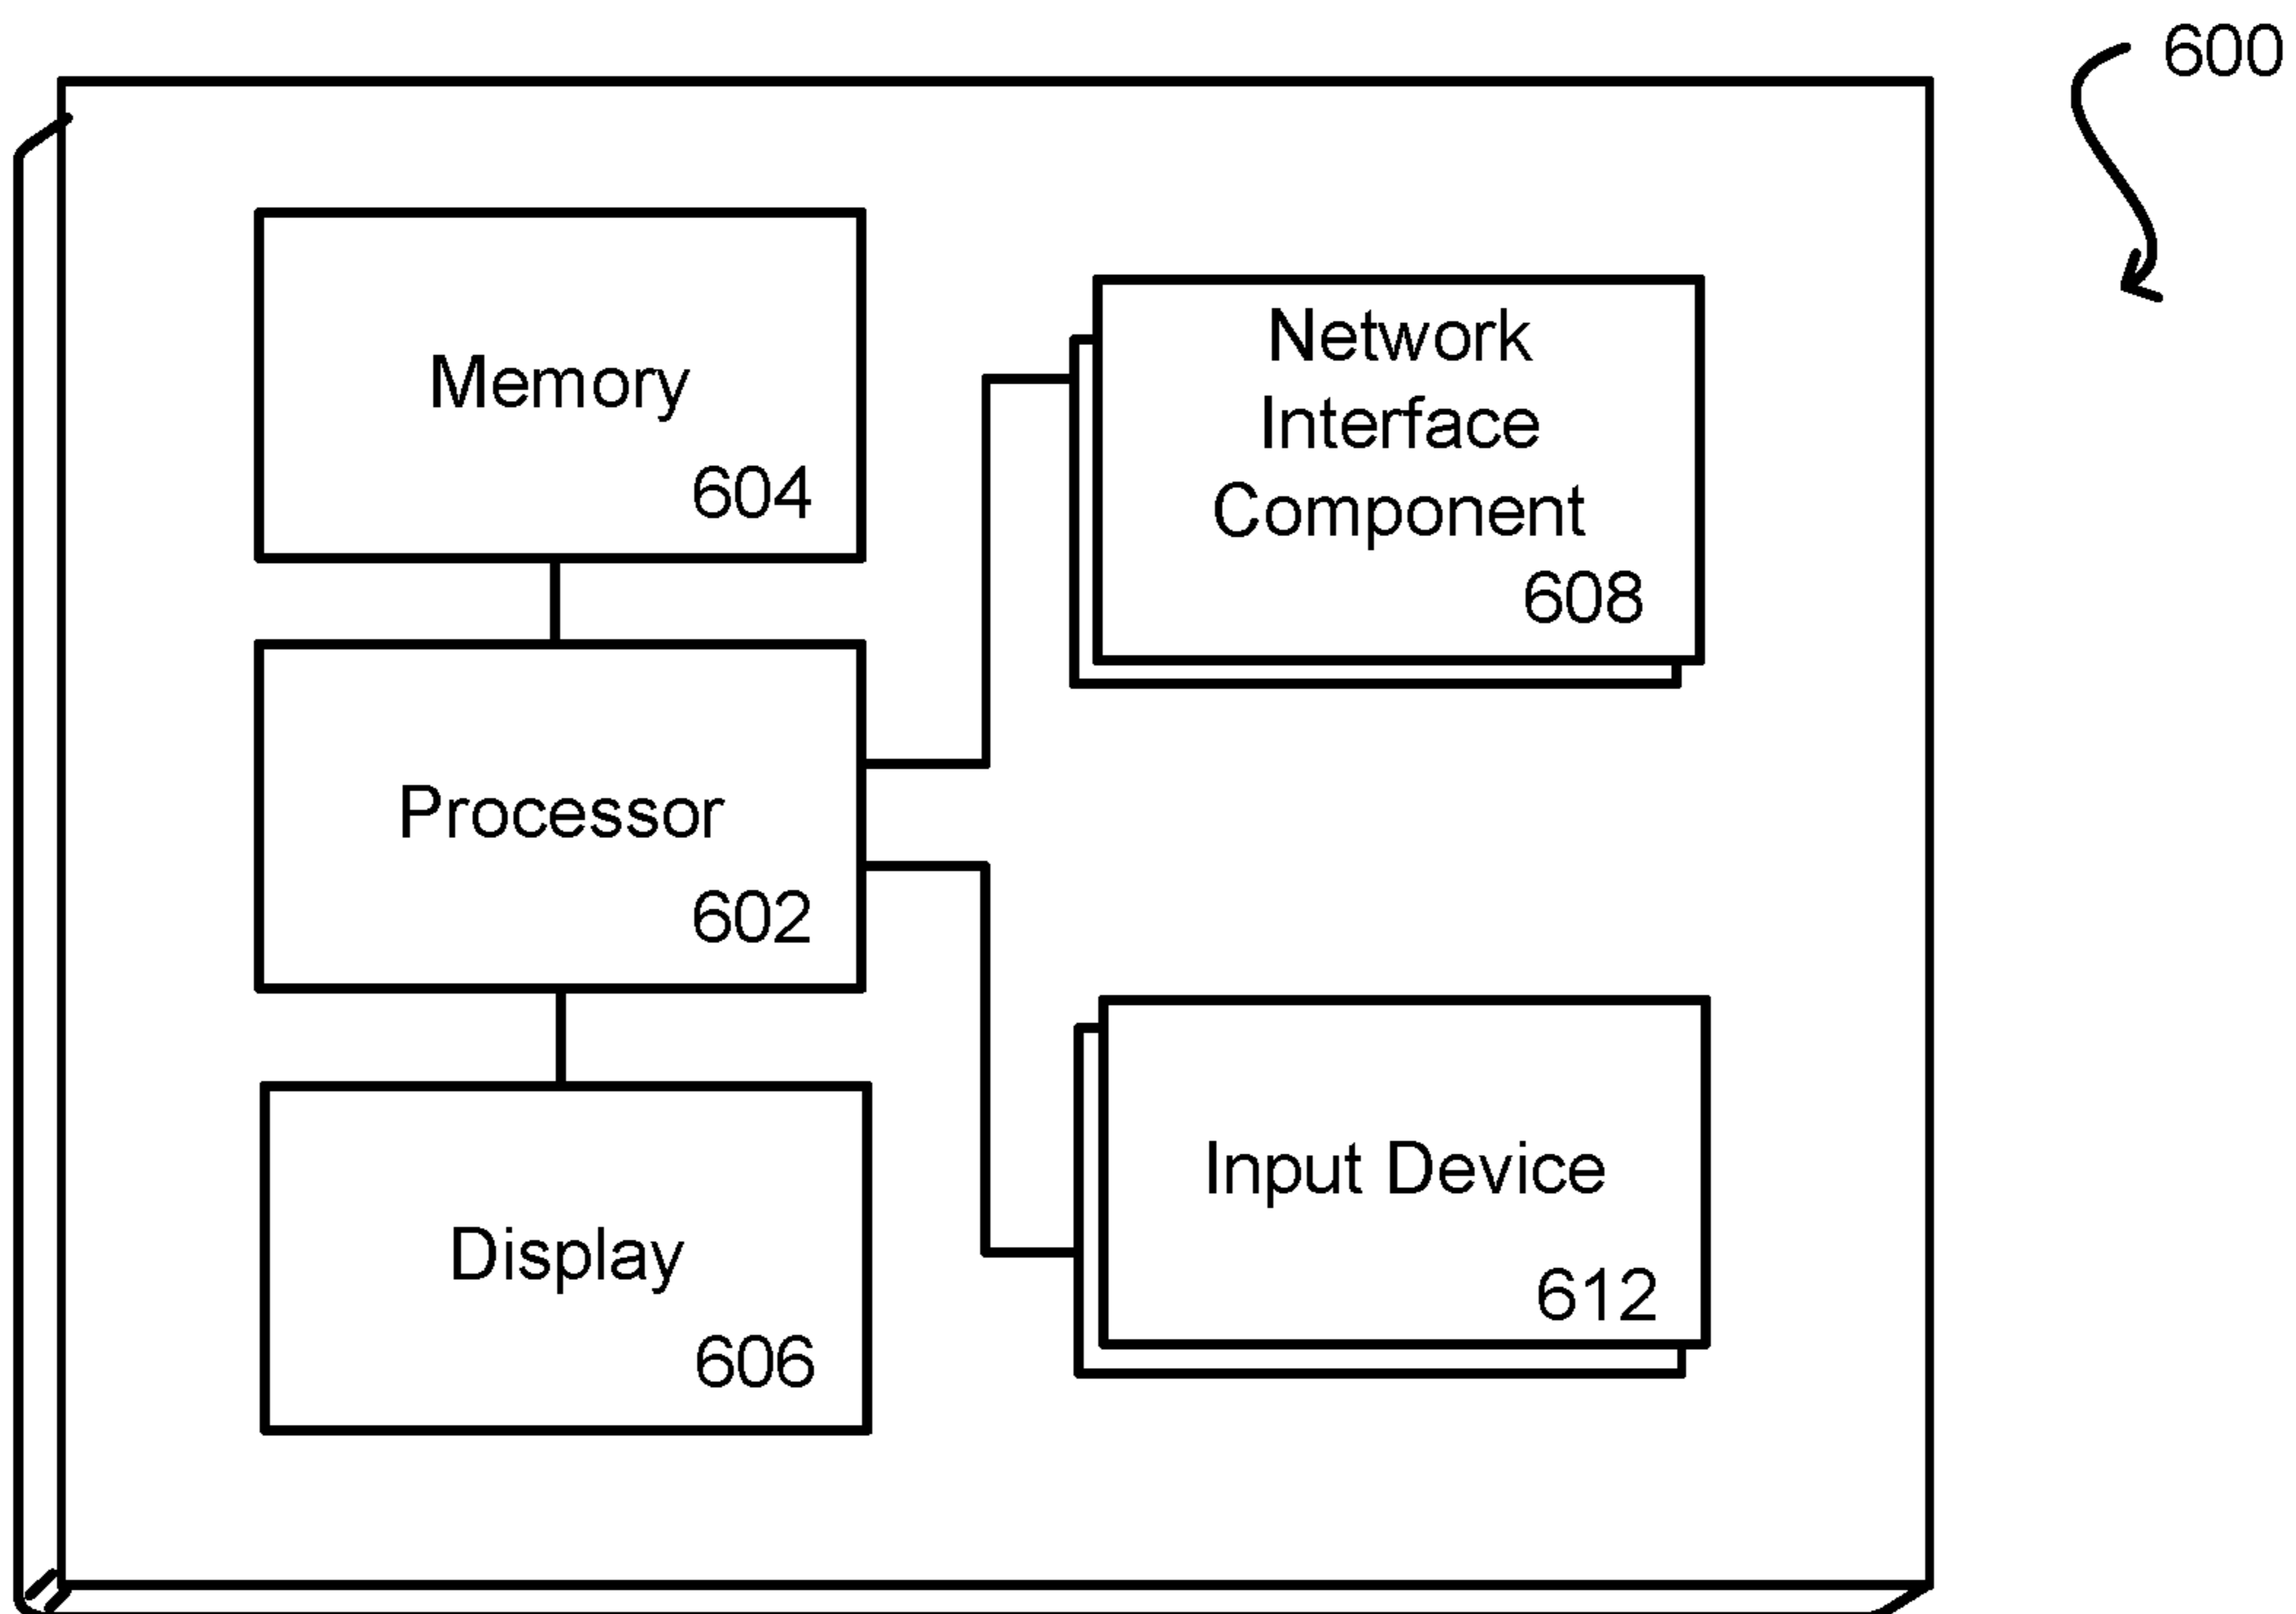 600
Memory
604
Network
Interface
Component
608
Processor
602
Display
606
Input Device
612